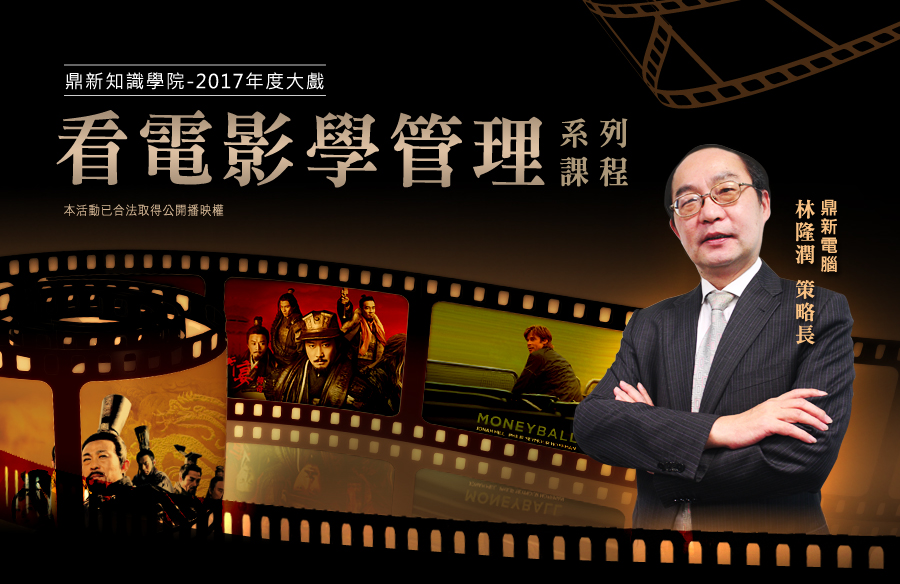 鼎新知識學院-2017年度大戲
看電影學管理
系列
課程
本活動已合法取得公開播映權
鼎新電腦
林隆潤 策略長
MONEYBALL
MONEYBALL